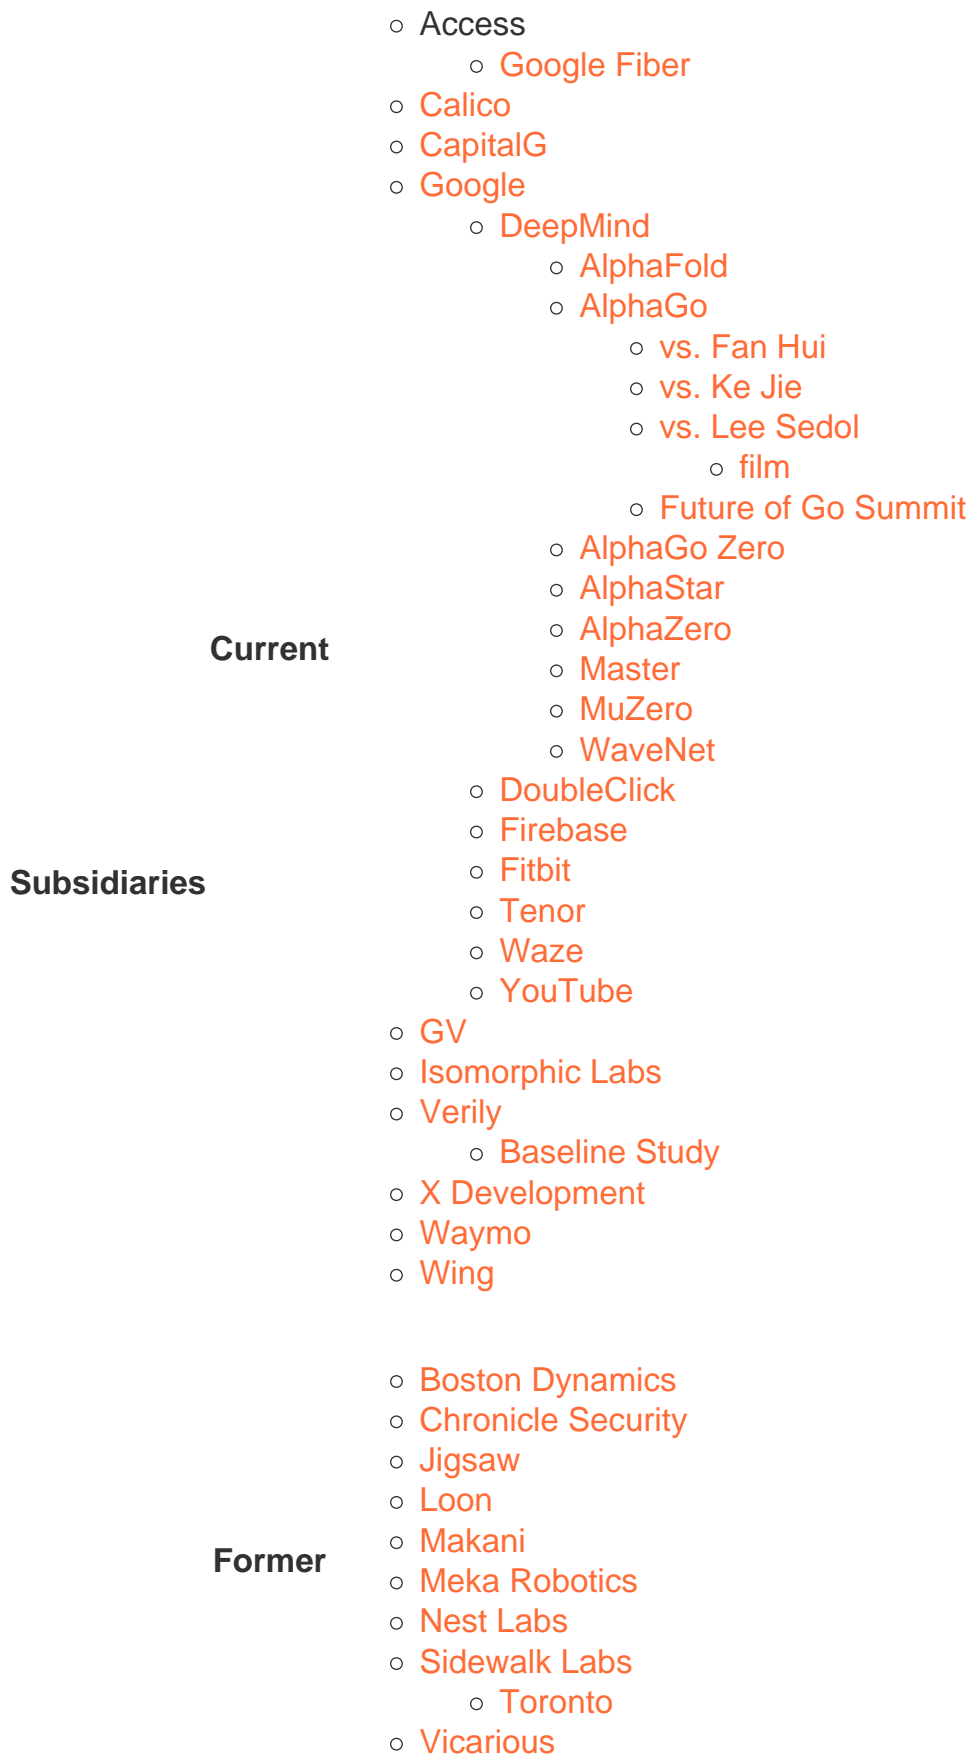 Subsidiaries
Current
Access
Google Fiber
Calico
CapitalG
Google
DeepMind
AlphaFold
AlphaGo
vs. Fan Hui
vs. Ke Jie
vs. Lee Sedol
film
Future of Go Summit
AlphaGo Zero
AlphaStar
AlphaZero
Master
MuZero
WaveNet
DoubleClick
Firebase
Fitbit
Tenor
Waze
YouTube
GV
Isomorphic Labs
Verily
Baseline Study
X Development
Waymo
Wing
Former
Boston Dynamics
Chronicle Security
Jigsaw
Loon
Makani
Meka Robotics
Nest Labs
Sidewalk Labs
Toronto
Vicarious